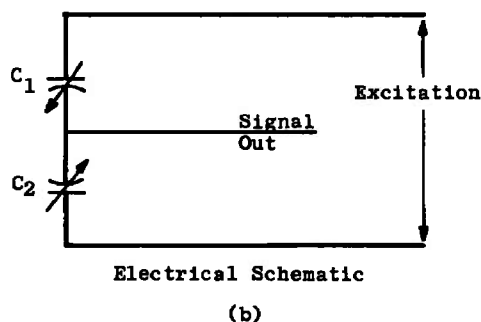 C1
Excitation
Signal
Out
C2
Electrical Schematic
(b)